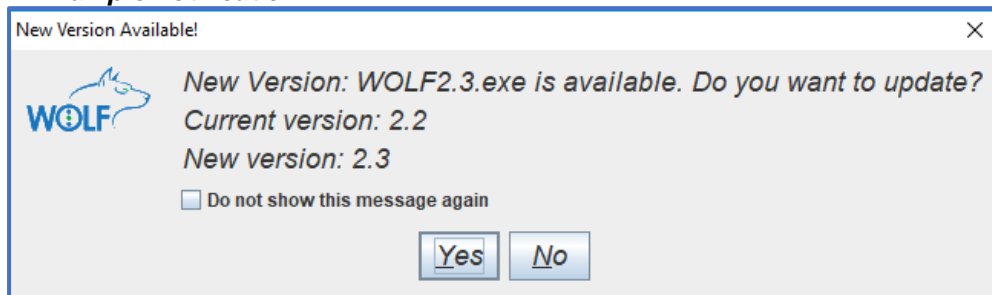 New Version Available!
New Version: WOLF2.3.exe is available. Do you want to update?
WOLF
Current version: 2.2
New version: 2.3
Do not show this message again
Yes No